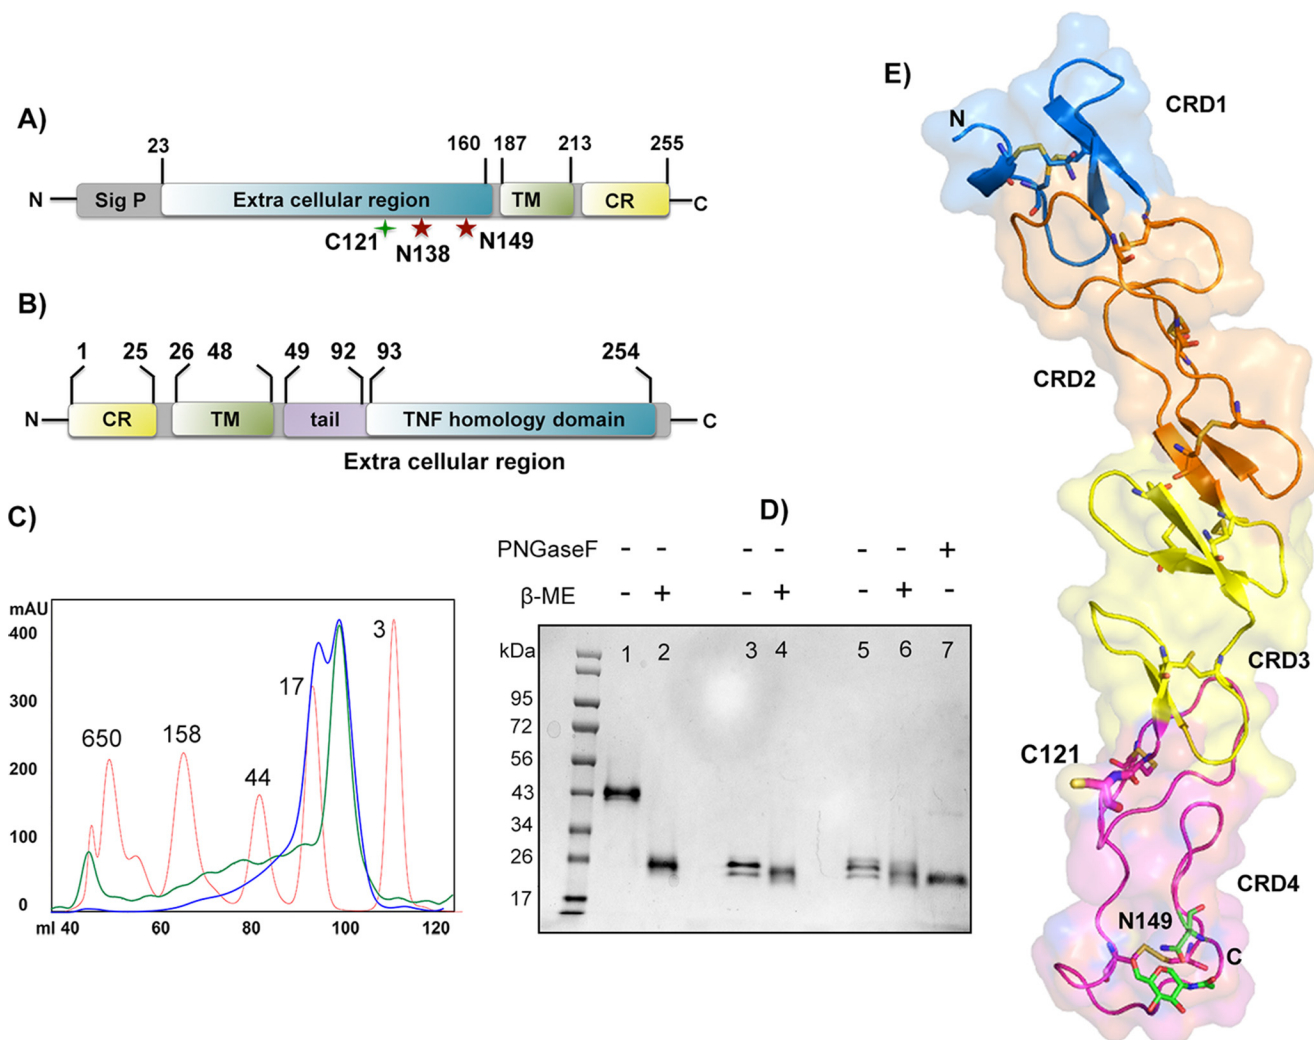 A)
23 160 187 213 255
N Sig P Extra cellular region TM CR C
C121 N138 N149
B)
1 25 26 48 49 92 93 254
N CR TM tail TNF homology domain C
Extra cellular region
C)
mAU
400
300
200
100
0
ml 40 60 80 100 120
650 158 44 17 3
D)
PNGaseF - - - - - - +
β-ME - + - + - + -
kDa 1 2 3 4 5 6 7
95
72
56
43
34
26
17
E)
N
CRD1
CRD2
CRD3
C121
CRD4
N149
C